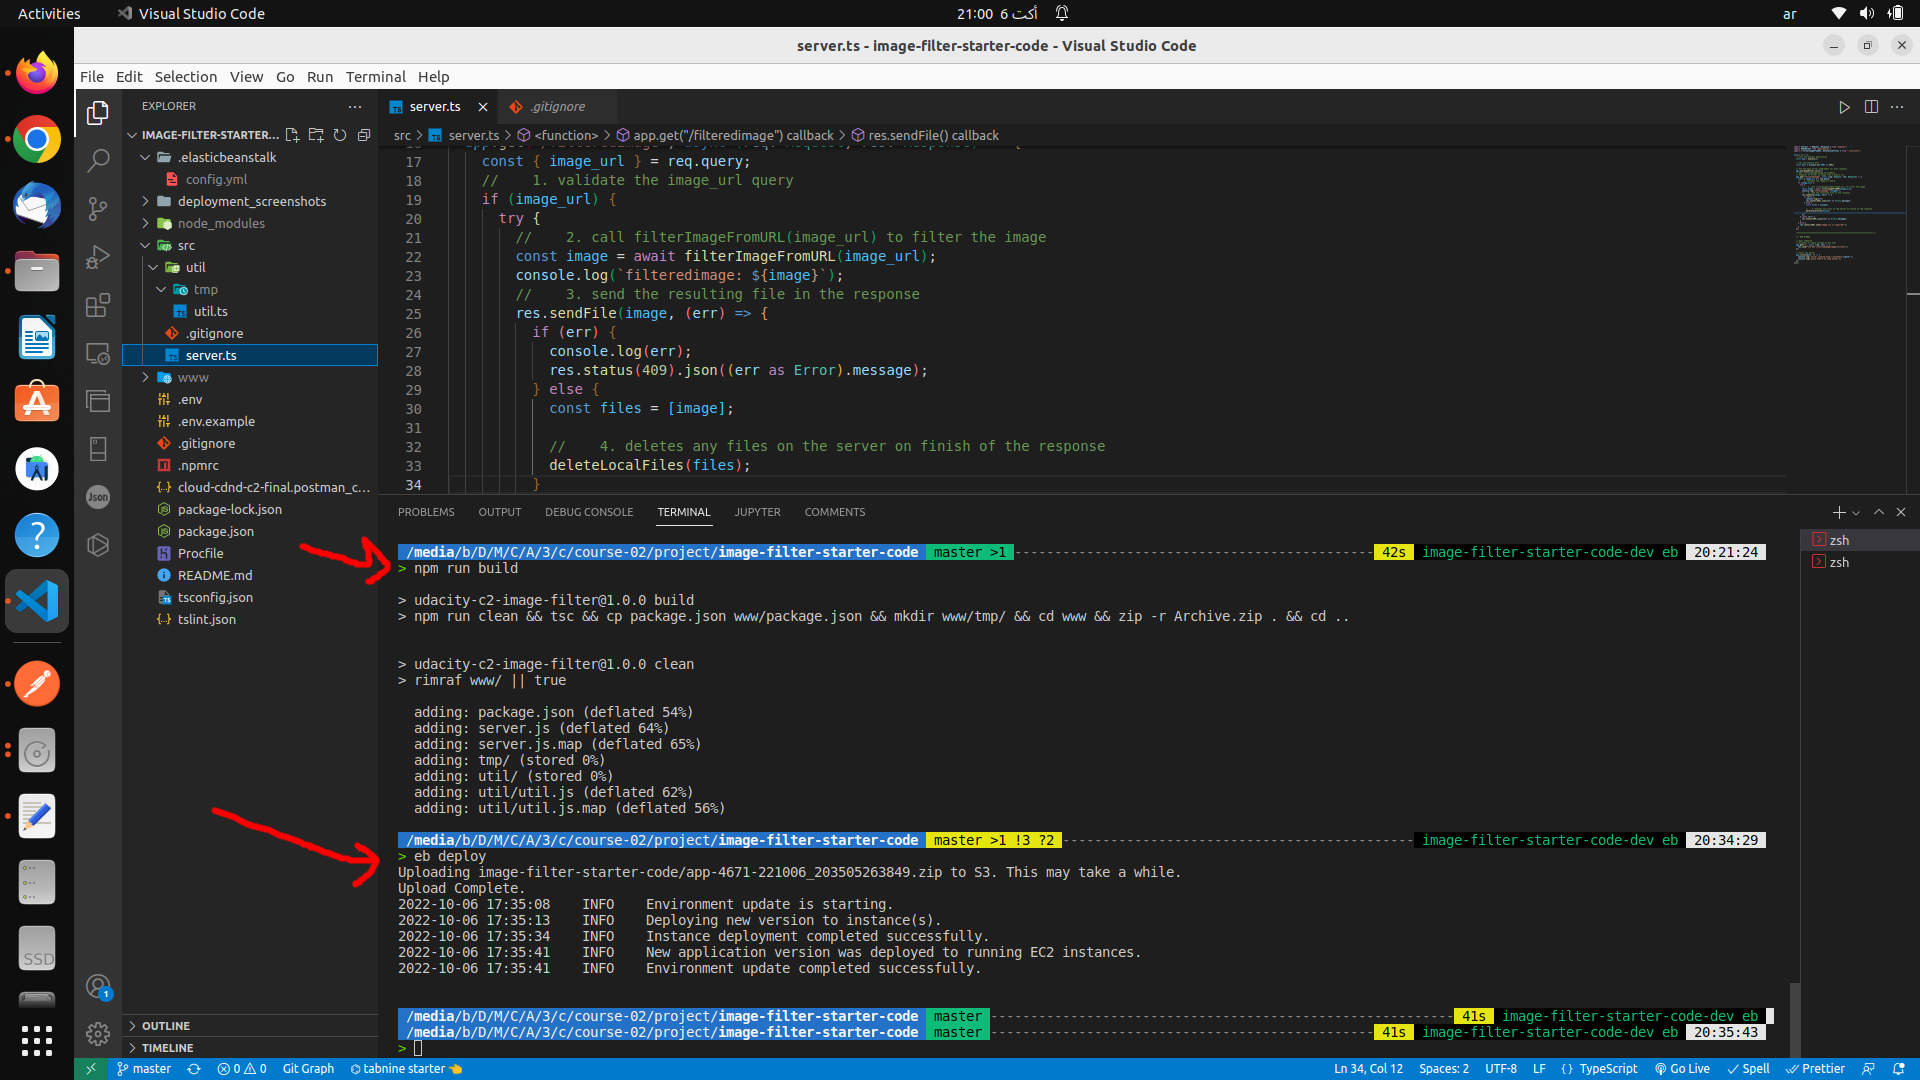 Activities
Visual Studio Code
21:00 6 أكت
ar
server.ts - image-filter-starter-code - Visual Studio Code
File Edit Selection View Go Run Terminal Help
EXPLORER
IMAGE-FILTER-STARTER...
.elasticbeanstalk
config.yml
deployment_screenshots
node_modules
src
util
tmp
util.ts
.gitignore
server.ts
www
.env
.env.example
.gitignore
.npmrc
cloud-cdnd-c2-final.postman_c...
package-lock.json
package.json
Procfile
README.md
tsconfig.json
tslint.json
OUTLINE
TIMELINE
server.ts
.gitignore
src > server.ts > <function> > app.get("/filteredimage") callback > res.sendFile() callback
17 const { image_url } = req.query;
18 // 1. validate the image_url query
19 if (image_url) {
20 try {
21 // 2. call filterImageFromURL(image_url) to filter the image
22 const image = await filterImageFromURL(image_url);
23 console.log(`filteredimage: ${image}`);
24 // 3. send the resulting file in the response
25 res.sendFile(image, (err) => {
26 if (err) {
27 console.log(err);
28 res.status(409).json((err as Error).message);
29 } else {
30 const files = [image];
31
32 // 4. deletes any files on the server on finish of the response
33 deleteLocalFiles(files);
34 }
PROBLEMS OUTPUT DEBUG CONSOLE TERMINAL JUPYTER COMMENTS
zsh
zsh
/media/b/D/M/C/A/3/c/course-02/project/image-filter-starter-code master >1 42s image-filter-starter-code-dev eb 20:21:24
> npm run build
> udacity-c2-image-filter@1.0.0 build
> npm run clean && tsc && cp package.json www/package.json && mkdir www/tmp/ && cd www && zip -r Archive.zip . && cd ..
> udacity-c2-image-filter@1.0.0 clean
> rimraf www/ || true
adding: package.json (deflated 54%)
adding: server.js (deflated 64%)
adding: server.js.map (deflated 65%)
adding: tmp/ (stored 0%)
adding: util/ (stored 0%)
adding: util/util.js (deflated 62%)
adding: util/util.js.map (deflated 56%)
/media/b/D/M/C/A/3/c/course-02/project/image-filter-starter-code master >1 !3 ?2 image-filter-starter-code-dev eb 20:34:29
> eb deploy
Uploading image-filter-starter-code/app-4671-221006_203505263849.zip to S3. This may take a while.
Upload Complete.
2022-10-06 17:35:08 INFO Environment update is starting.
2022-10-06 17:35:13 INFO Deploying new version to instance(s).
2022-10-06 17:35:34 INFO Instance deployment completed successfully.
2022-10-06 17:35:41 INFO New application version was deployed to running EC2 instances.
2022-10-06 17:35:41 INFO Environment update completed successfully.
/media/b/D/M/C/A/3/c/course-02/project/image-filter-starter-code master 41s image-filter-starter-code-dev eb
/media/b/D/M/C/A/3/c/course-02/project/image-filter-starter-code master 41s image-filter-starter-code-dev eb 20:35:43
>
Json
SSD
1
master 0 0 Git Graph tabnine starter
Ln 34, Col 12 Spaces: 2 UTF-8 LF {} TypeScript Go Live Spell Prettier